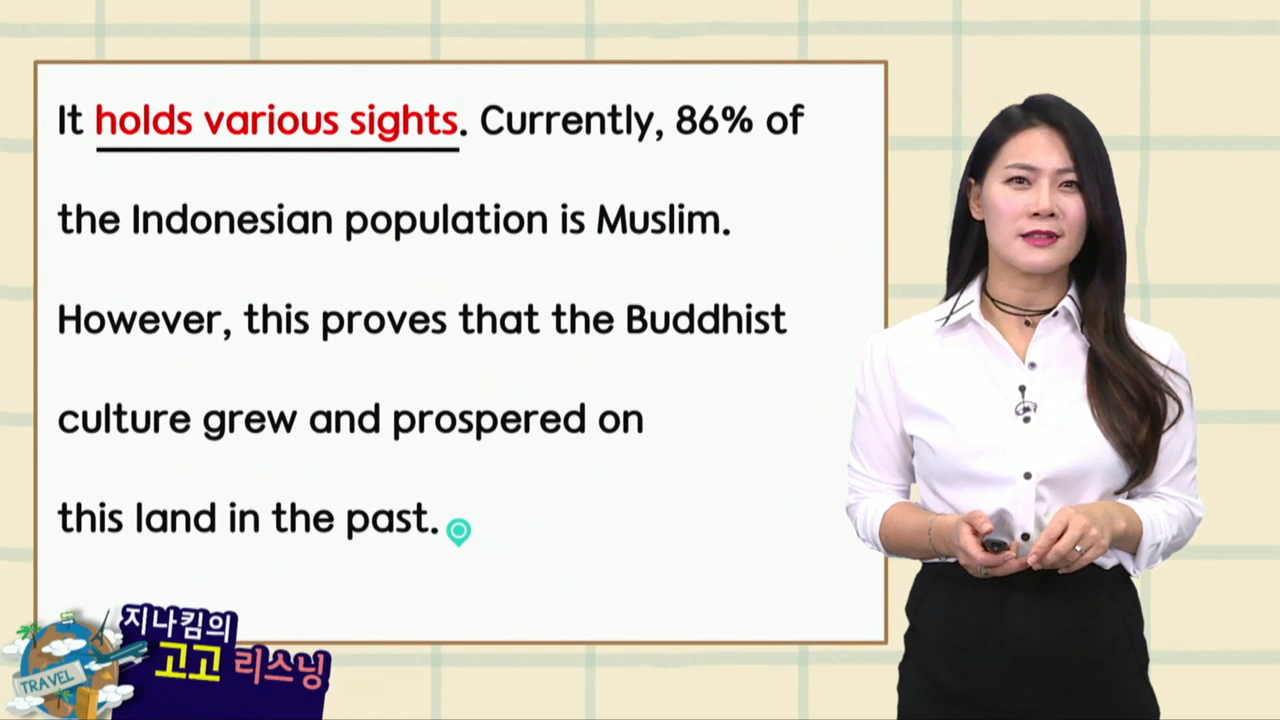 It holds various sights. Currently, 86% of
the Indonesian population is Muslim.
However, this proves that the Buddhist
culture grew and prospered on
this land in the past.
지나킴의
고고 리스닝
TRAVEL